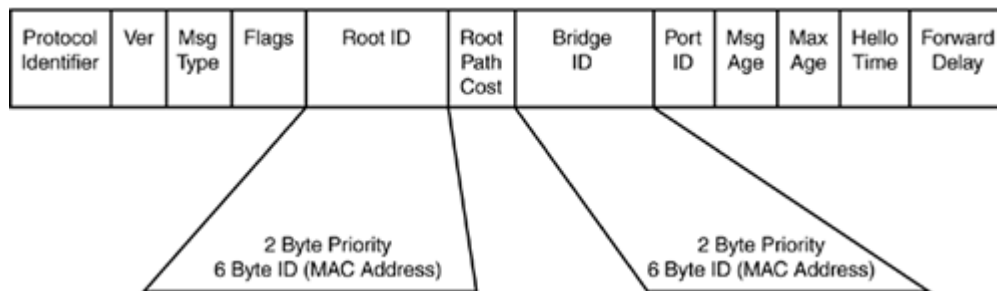 Protocol
Identifier
Ver
Msg
Type
Flags
Root ID
Root
Path
Cost
Bridge
ID
Port
ID
Msg
Age
Max
Age
Hello
Time
Forward
Delay
2 Byte Priority
6 Byte ID (MAC Address)
2 Byte Priority
6 Byte ID (MAC Address)